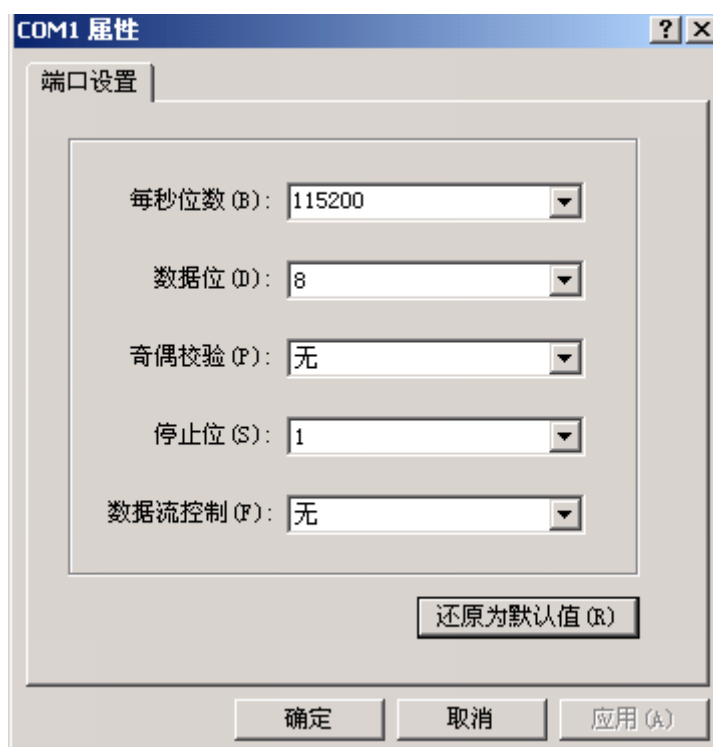 COM1 属性
端口设置
每秒位数(B): 115200
数据位(D): 8
奇偶校验(P): 无
停止位(S): 1
数据流控制(F): 无
还原为默认值(R)
确定 取消 应用(A)